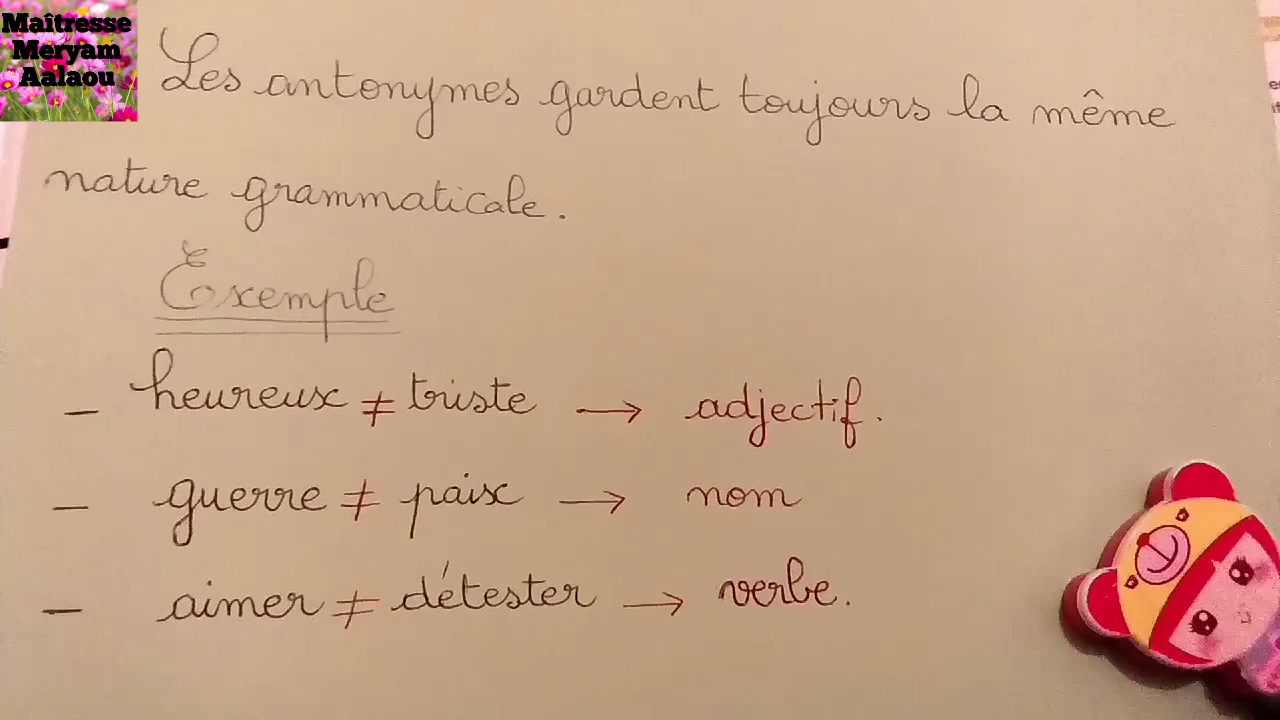 Maîtresse
Meryam
Aalaou
Les antonymes gardent toujours la même
nature grammaticale.
Exemple
- heureux ≠ triste → adjectif.
- guerre ≠ paix → nom
- aimer ≠ détester → verbe.